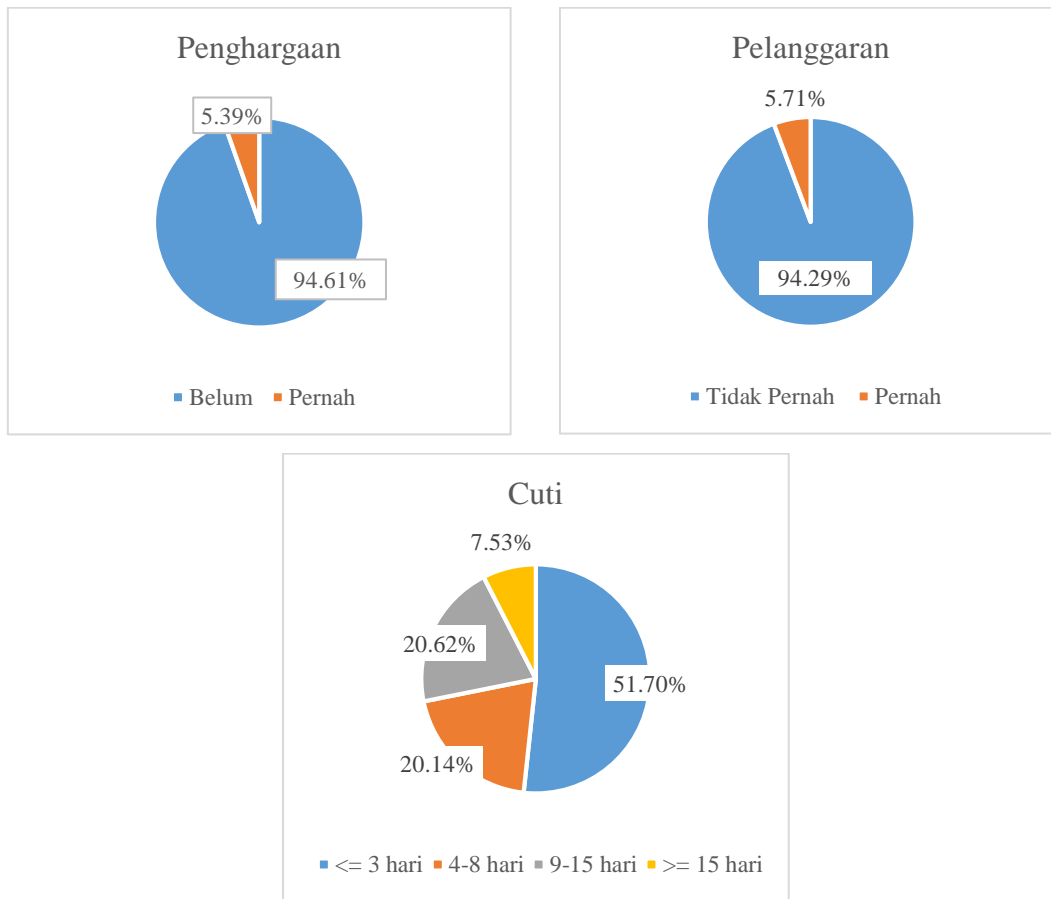 Penghargaan
5.39%
94.61%
Belum Pernah
Pelanggaran
5.71%
94.29%
Tidak Pernah Pernah
Cuti
7.53%
20.62%
51.70%
20.14%
<= 3 hari 4-8 hari 9-15 hari >= 15 hari